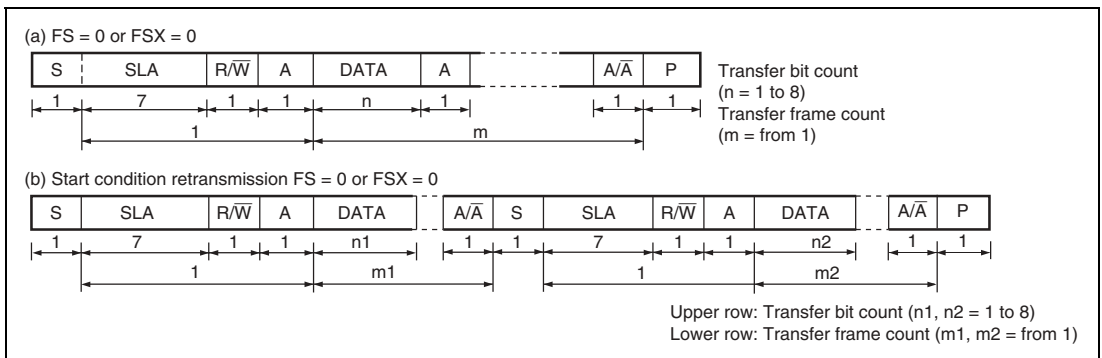 (a) FS = 0 or FSX = 0
S SLA R/W̅ A DATA A A/A̅ P
1 7 1 1 n 1 1 1
1 m
Transfer bit count
(n = 1 to 8)
Transfer frame count
(m = from 1)
(b) Start condition retransmission FS = 0 or FSX = 0
S SLA R/W̅ A DATA A/A̅ S SLA R/W̅ A DATA A/A̅ P
1 7 1 1 n1 1 1 7 1 1 n2 1 1
1 m1 1 m2
Upper row: Transfer bit count (n1, n2 = 1 to 8)
Lower row: Transfer frame count (m1, m2 = from 1)